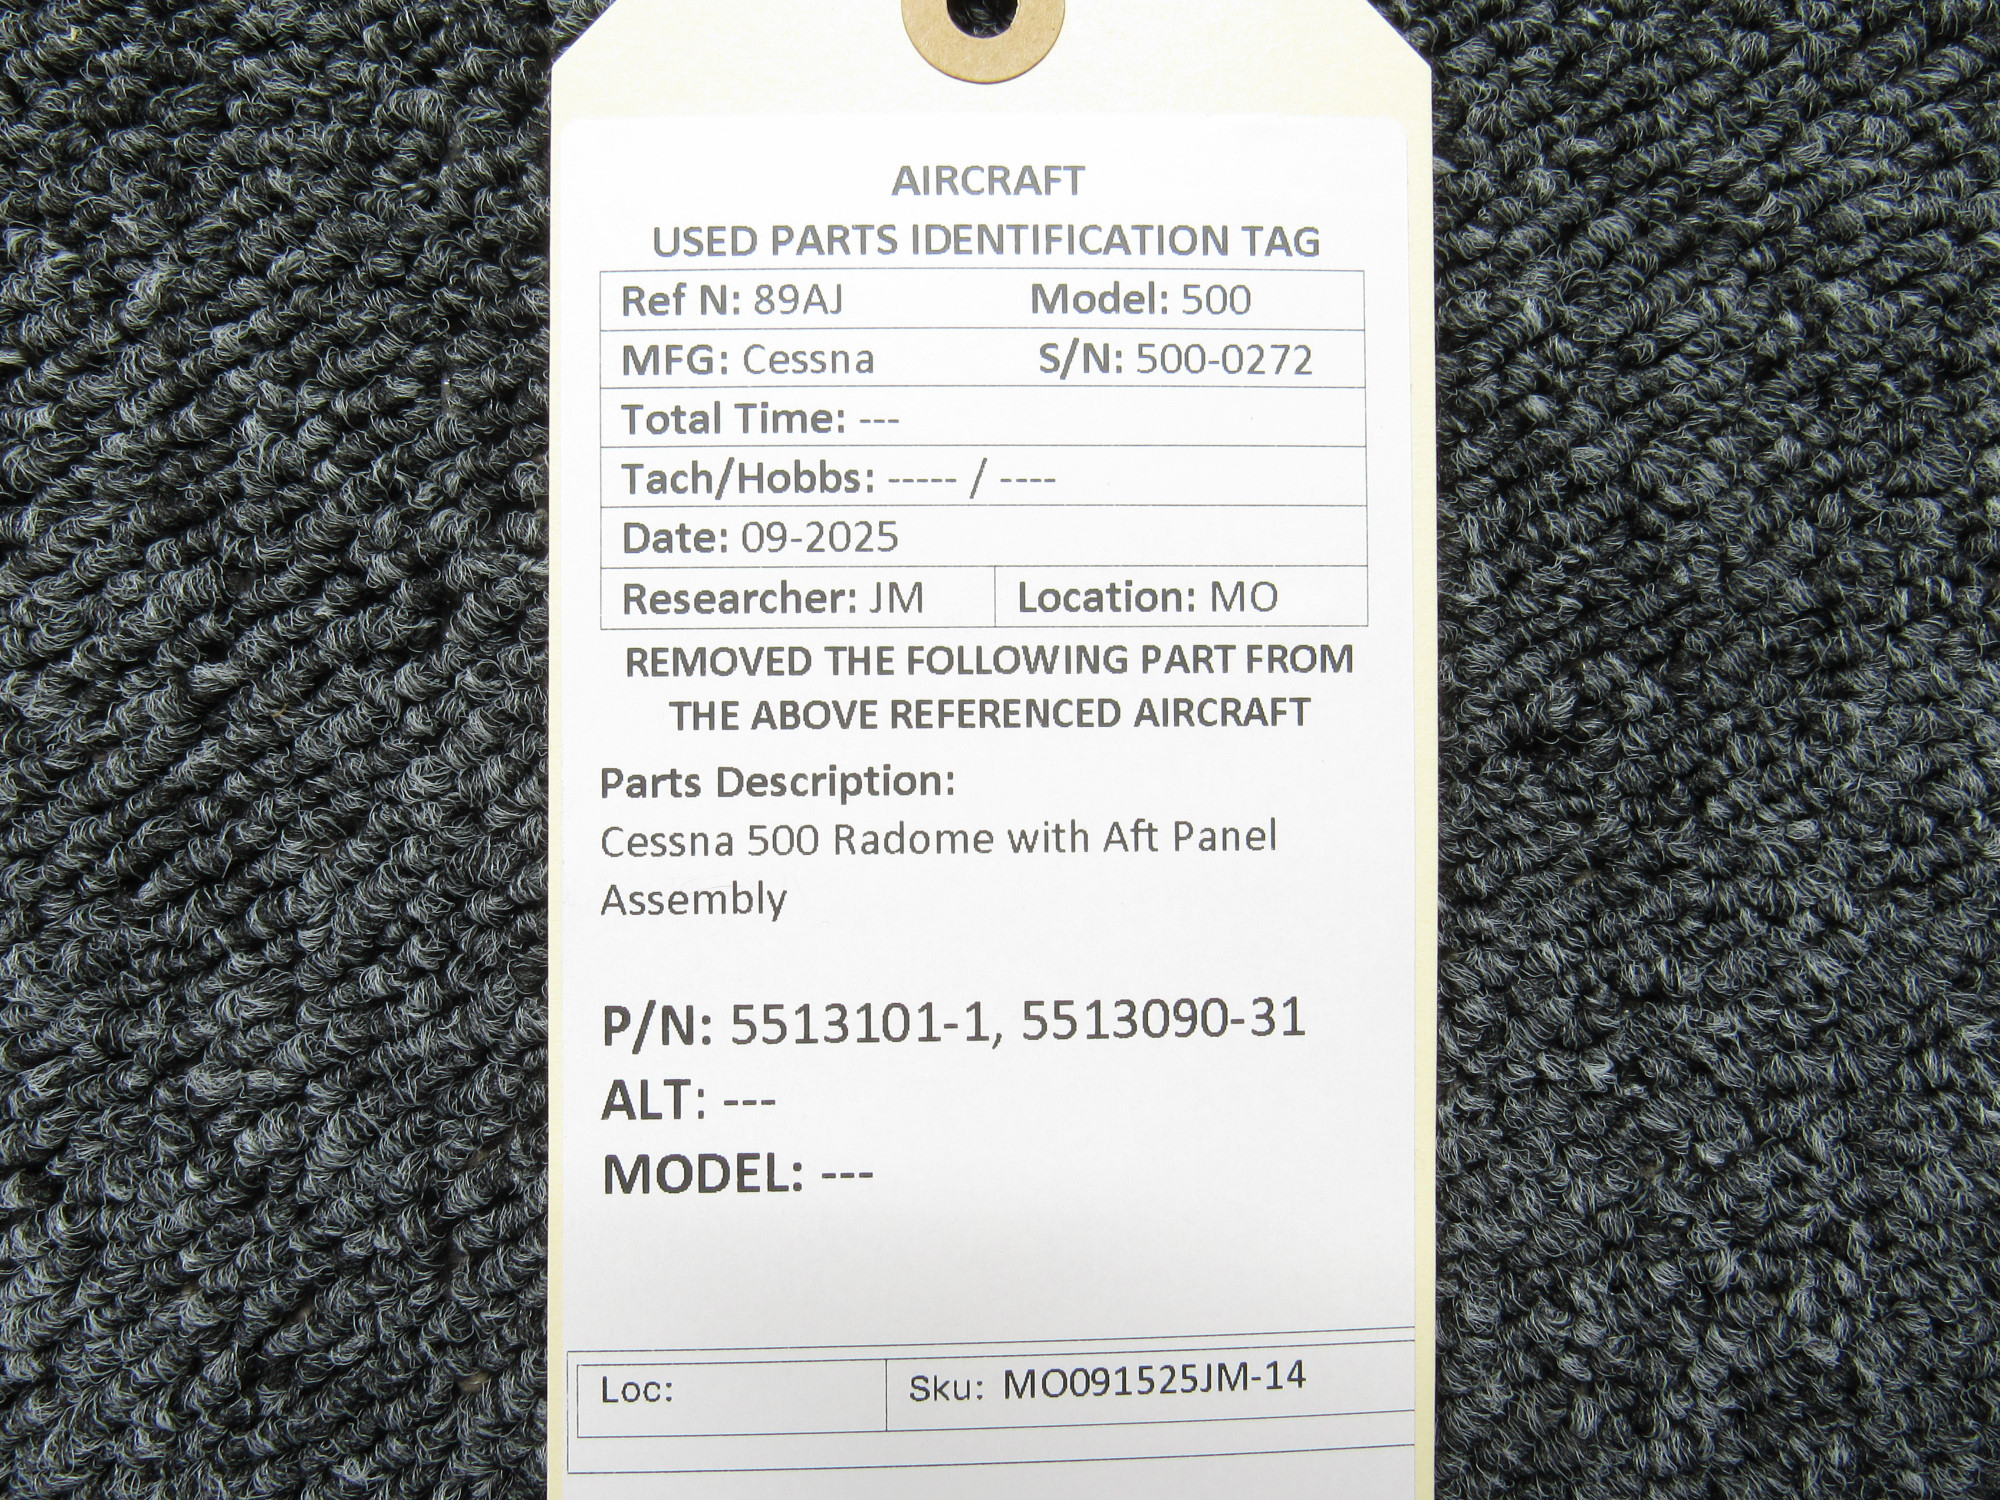 AIRCRAFT
USED PARTS IDENTIFICATION TAG
Ref N: 89AJ Model: 500
MFG: Cessna S/N: 500-0272
Total Time: ---
Tach/Hobbs: ----- / ----
Date: 09-2025
Researcher: JM Location: MO
REMOVED THE FOLLOWING PART FROM
THE ABOVE REFERENCED AIRCRAFT
Parts Description:
Cessna 500 Radome with Aft Panel
Assembly
P/N: 5513101-1, 5513090-31
ALT: ---
MODEL: ---
Loc: Sku: MO091525JM-14